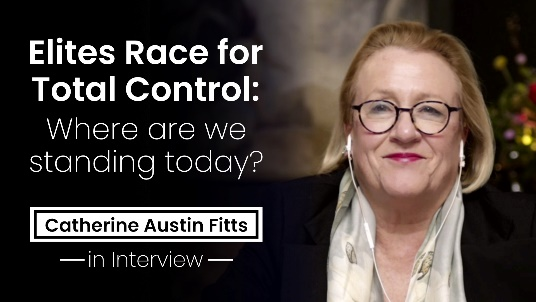 Elites Race for
Total Control:
Where are we
standing today?
Catherine Austin Fitts
in Interview